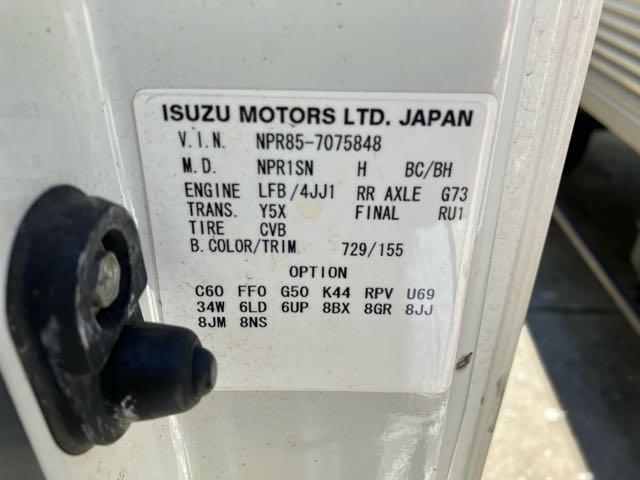 ISUZU MOTORS LTD. JAPAN
V.I.N. NPR85-7075848
M.D. NPR1SN H BC/BH
ENGINE LFB/4JJ1 RR AXLE G73
TRANS. Y5X FINAL RU1
TIRE CVB
B.COLOR/TRIM 729/155
OPTION
C60 FF0 G50 K44 RPV U69
34W 6LD 6UP 8BX 8GR 8JJ
8JM 8NS